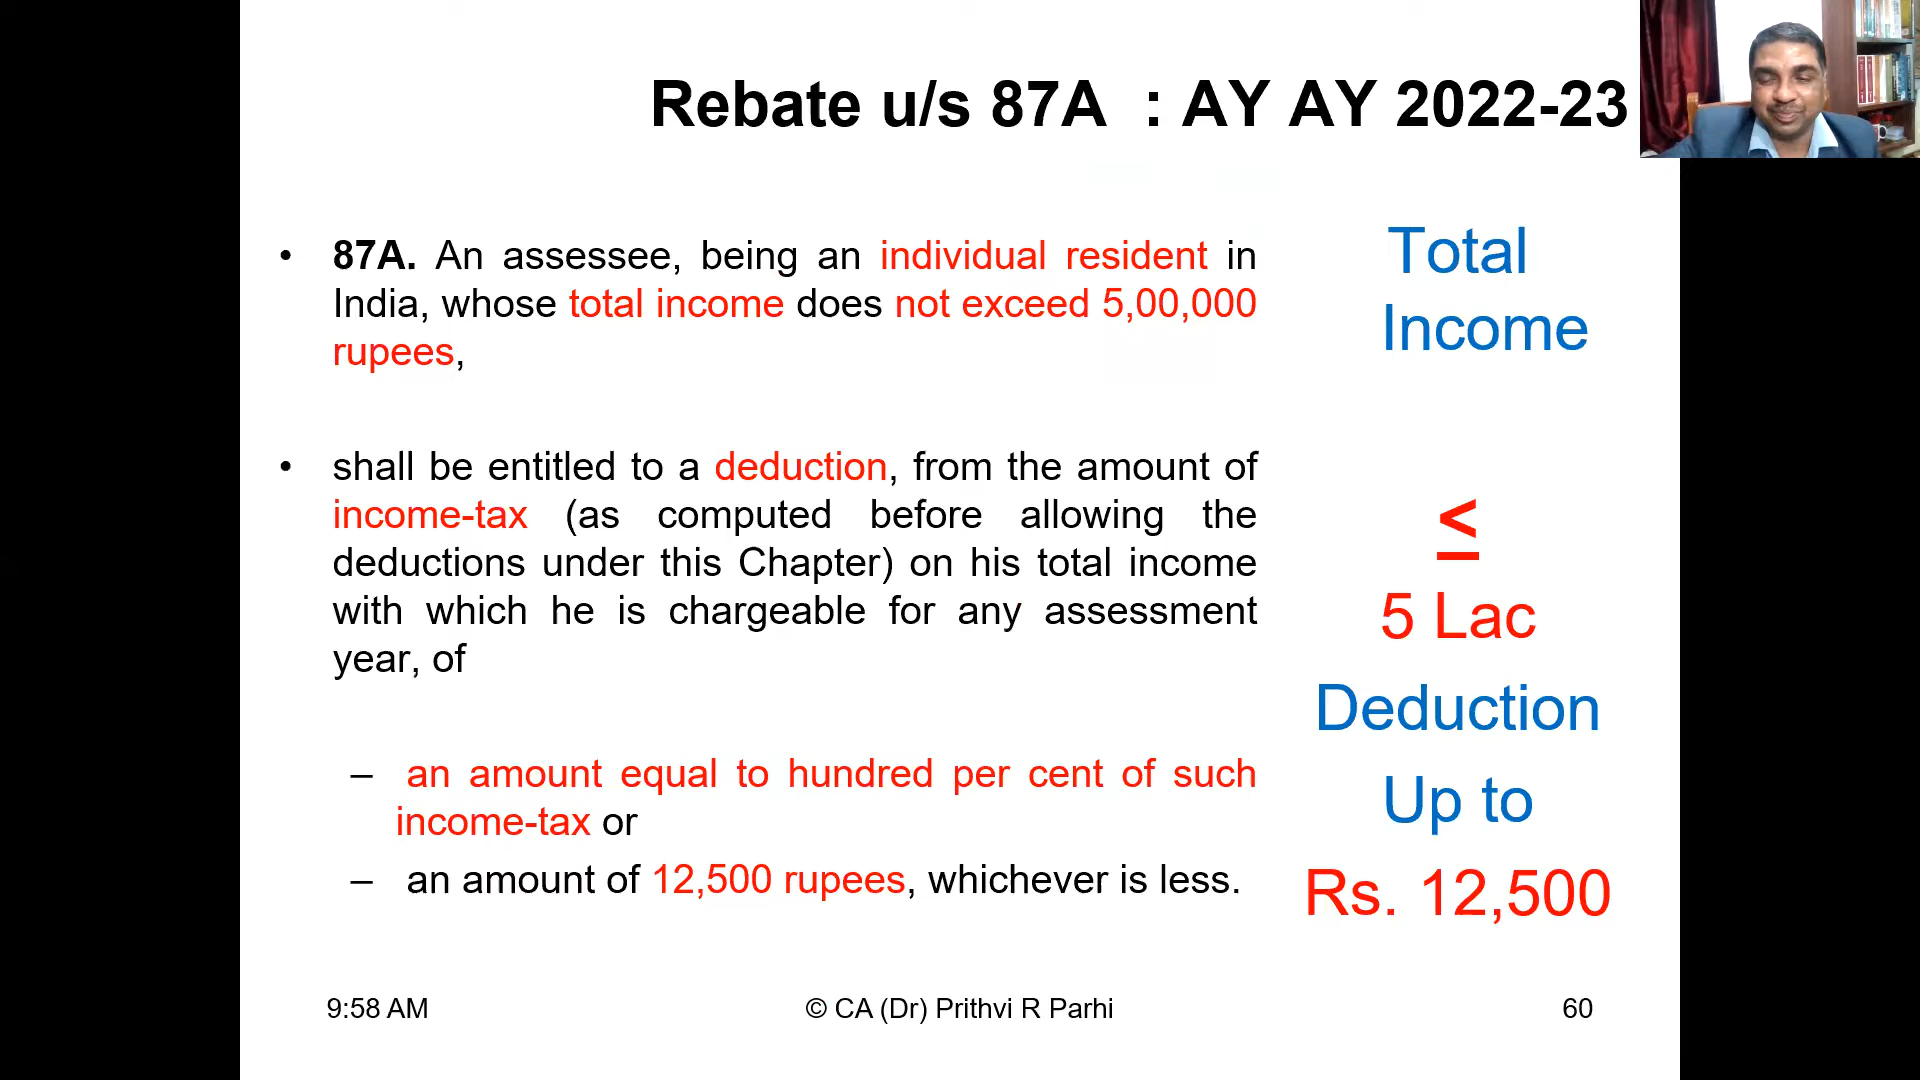 Rebate u/s 87A : AY AY 2022-23
• 87A. An assessee, being an individual resident in
India, whose total income does not exceed 5,00,000
rupees,
• shall be entitled to a deduction, from the amount of
income-tax (as computed before allowing the
deductions under this Chapter) on his total income
with which he is chargeable for any assessment
year, of
– an amount equal to hundred per cent of such
income-tax or
– an amount of 12,500 rupees, whichever is less.
Total
Income
≤
5 Lac
Deduction
Up to
Rs. 12,500
9:58 AM
© CA (Dr) Prithvi R Parhi
60